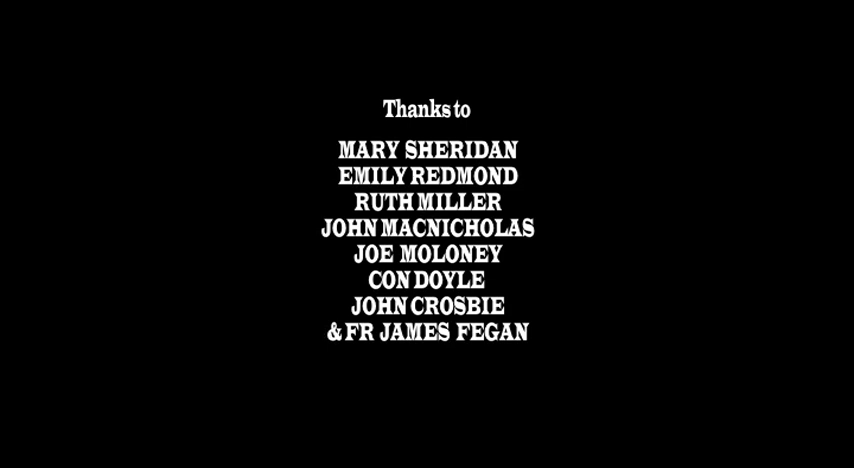 Thanks to
MARY SHERIDAN
EMILY REDMOND
RUTH MILLER
JOHN MACNICHOLAS
JOE MOLONEY
CON DOYLE
JOHN CROSBIE
& FR JAMES FEGAN